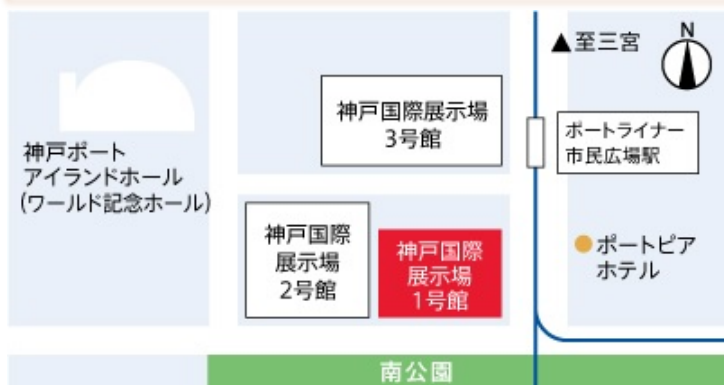 ▲至三宮
N
神戸国際展示場
3号館
ポートライナー
市民広場駅
神戸ポート
アイランドホール
(ワールド記念ホール)
神戸国際
展示場
2号館
神戸国際
展示場
1号館
ポートピア
ホテル
南公園